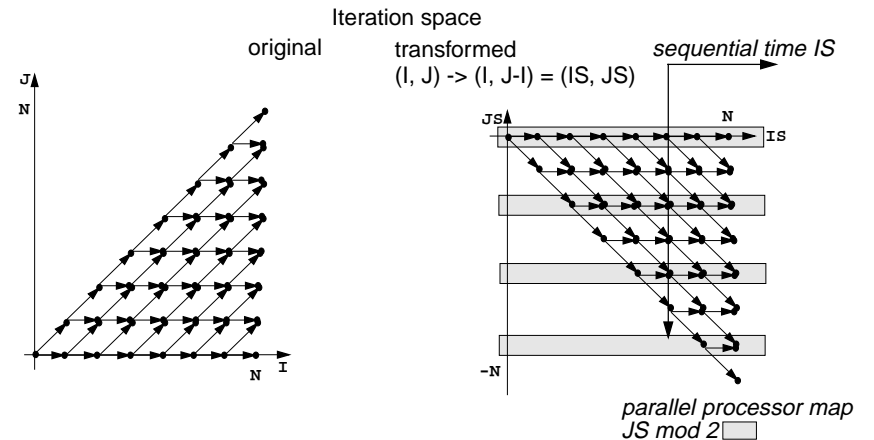 Iteration space
original
transformed
(I, J) -> (I, J-I) = (IS, JS)
sequential time IS
J
N
N
I
JS
N
IS
-N
parallel processor map
JS mod 2